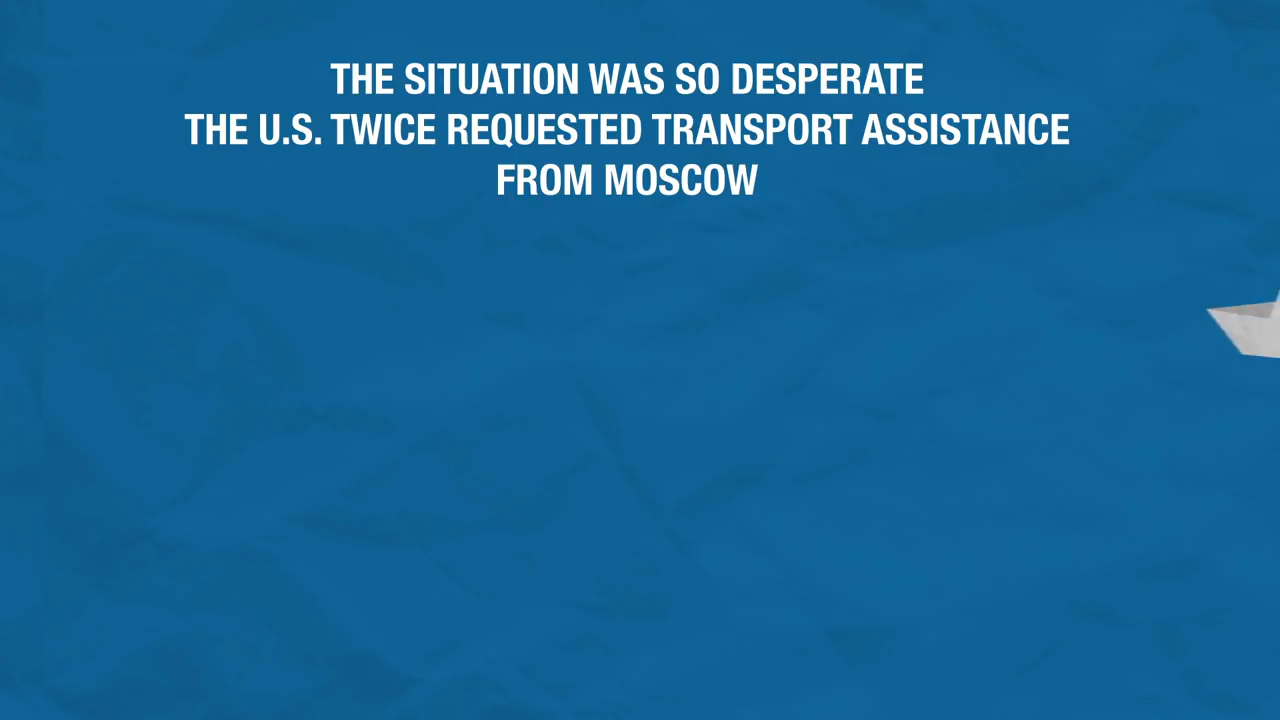 THE SITUATION WAS SO DESPERATE
THE U.S. TWICE REQUESTED TRANSPORT ASSISTANCE
FROM MOSCOW